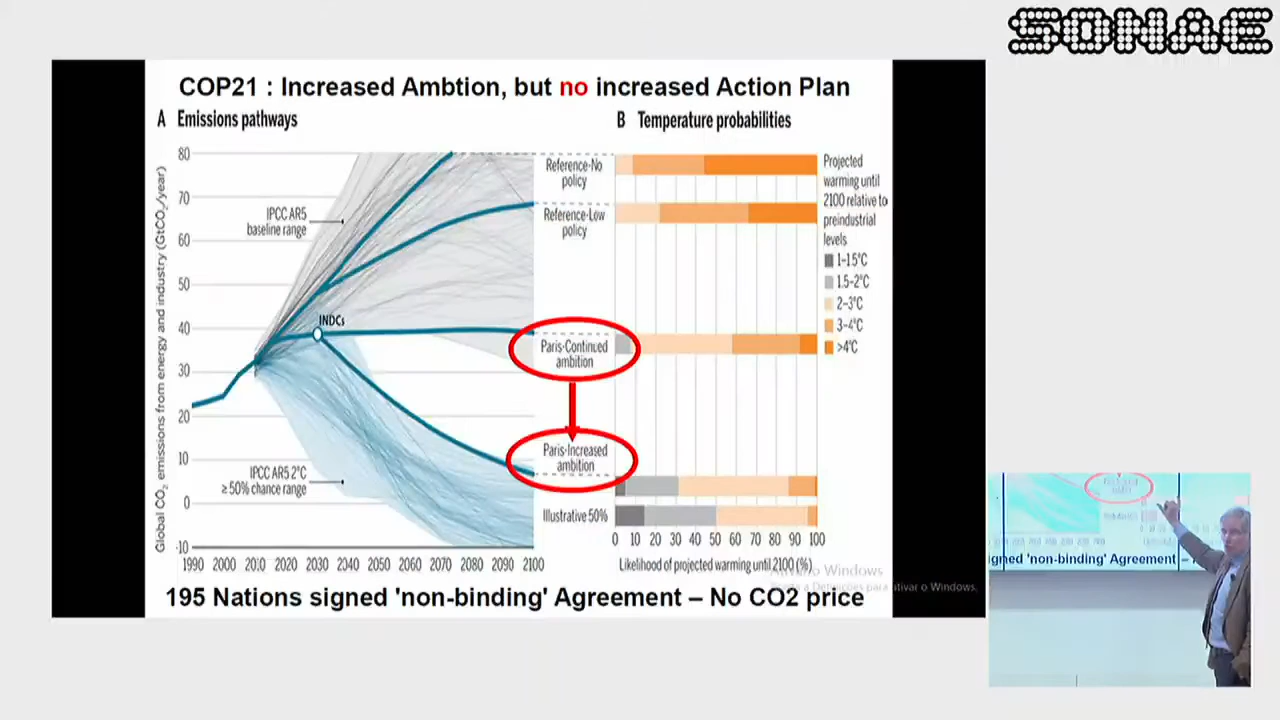 SONAE
COP21 : Increased Ambtion, but no increased Action Plan
A Emissions pathways
B Temperature probabilities
Global CO2 emissions from energy and industry (GtCO2/year)
80
70
60
50
40
30
20
10
0
-10
IPCC AR5
baseline range
INDCs
IPCC AR5 2°C
≥ 50% chance range
1990 2000 2010 2020 2030 2040 2050 2060 2070 2080 2090 2100
Reference-No
policy
Reference-Low
policy
Paris-Continued
ambition
Paris-Increased
ambition
Illustrative 50%
0 10 20 30 40 50 60 70 80 90 100
Likelihood of projected warming until 2100 (%)
Projected
warming until
2100 relative to
preindustrial
levels
1–1.5°C
1.5–2°C
2–3°C
3–4°C
>4°C
195 Nations signed 'non-binding' Agreement – No CO2 price
Windows
Definições para ativar o Windows.
igned 'non-binding' Agreement –